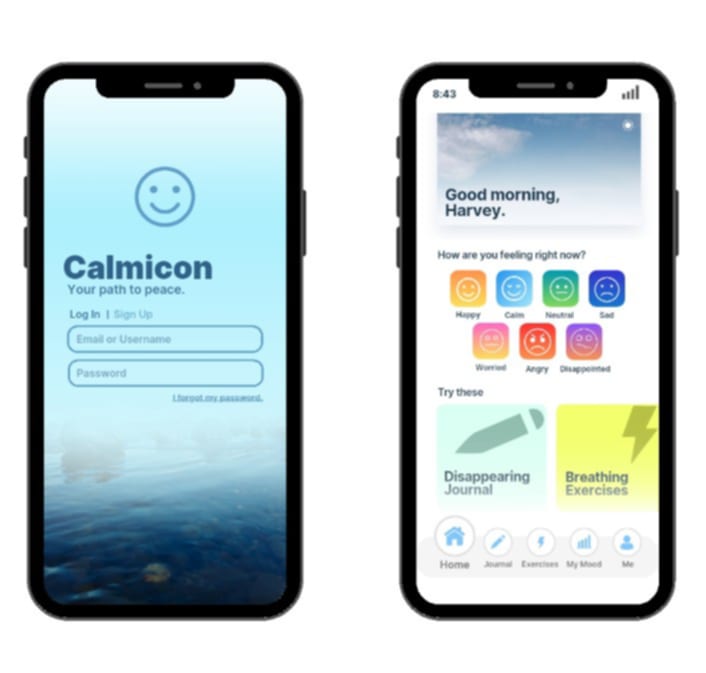 Calmicon
Your path to peace.
Log In | Sign Up
Email or Username
Password
I forgot my password.
8:43
Good morning,
Harvey.
How are you feeling right now?
Happy Calm Neutral Sad
Worried Angry Disappointed
Try these
Disappearing
Journal
Breathing
Exercises
Home Journal Exercises My Mood Me